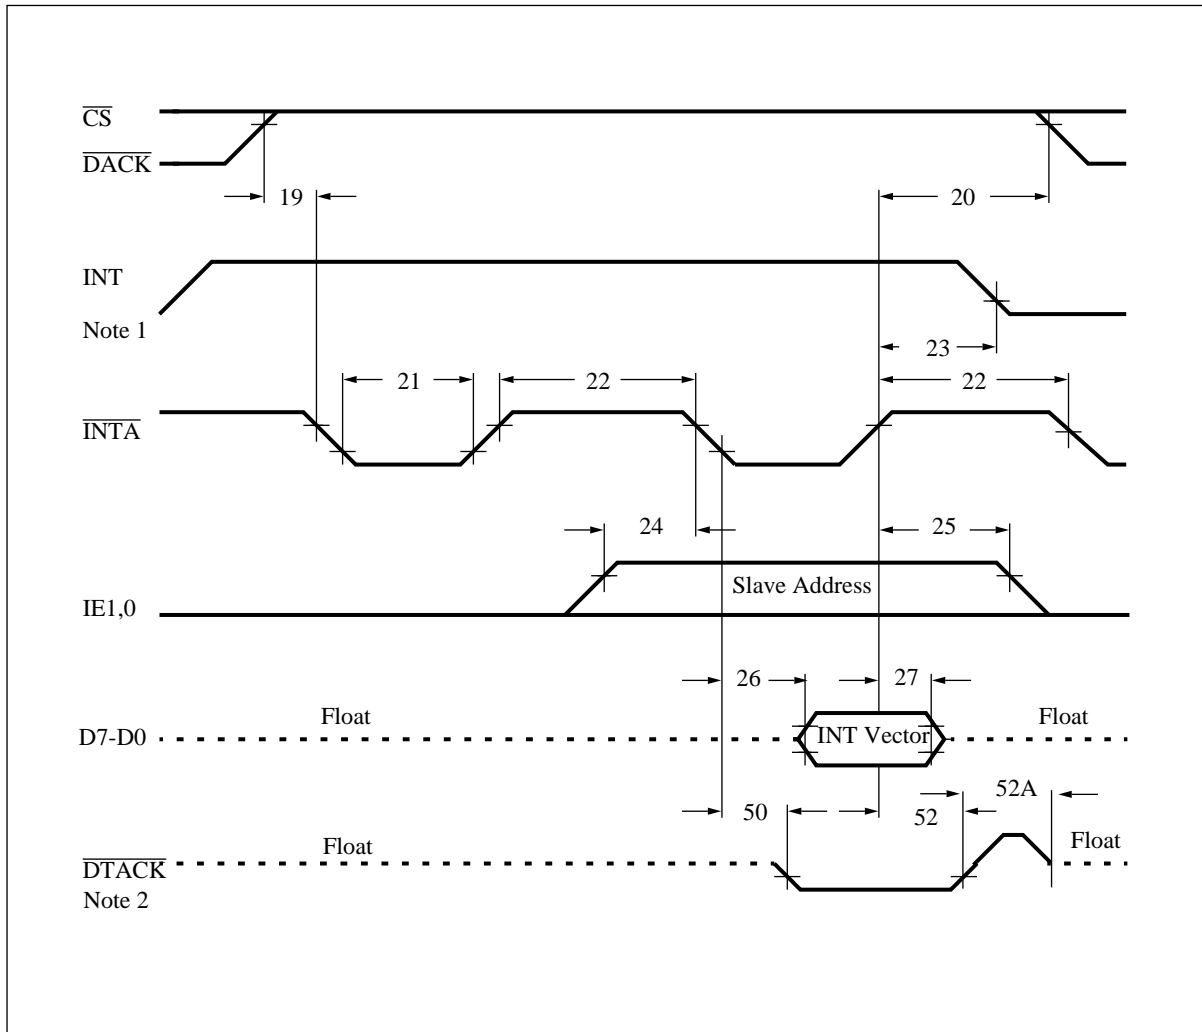 CS
DACK
19
20
INT
Note 1
23
21
22
22
INTA
24
25
Slave Address
IE1,0
26
27
Float
Float
D7-D0
INT Vector
52A
50
52
Float
Float
DTACK
Note 2